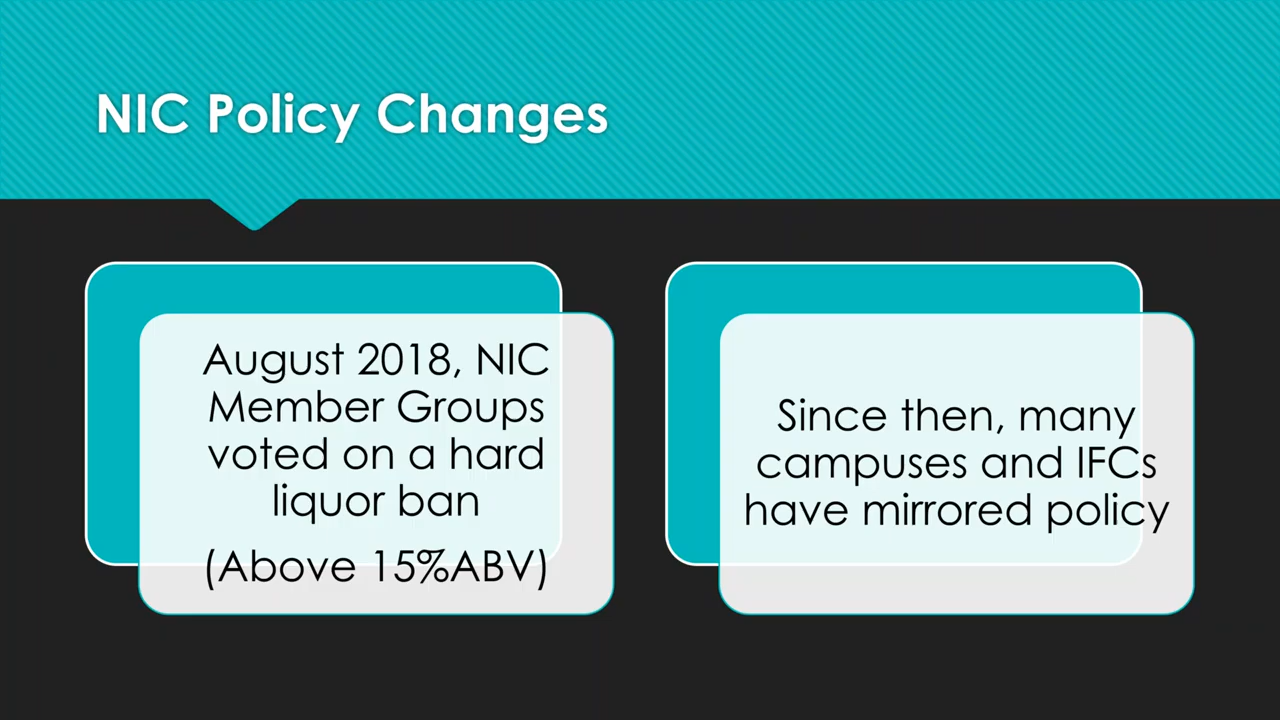 NIC Policy Changes
August 2018, NIC
Member Groups
voted on a hard
liquor ban
(Above 15%ABV)
Since then, many
campuses and IFCs
have mirrored policy